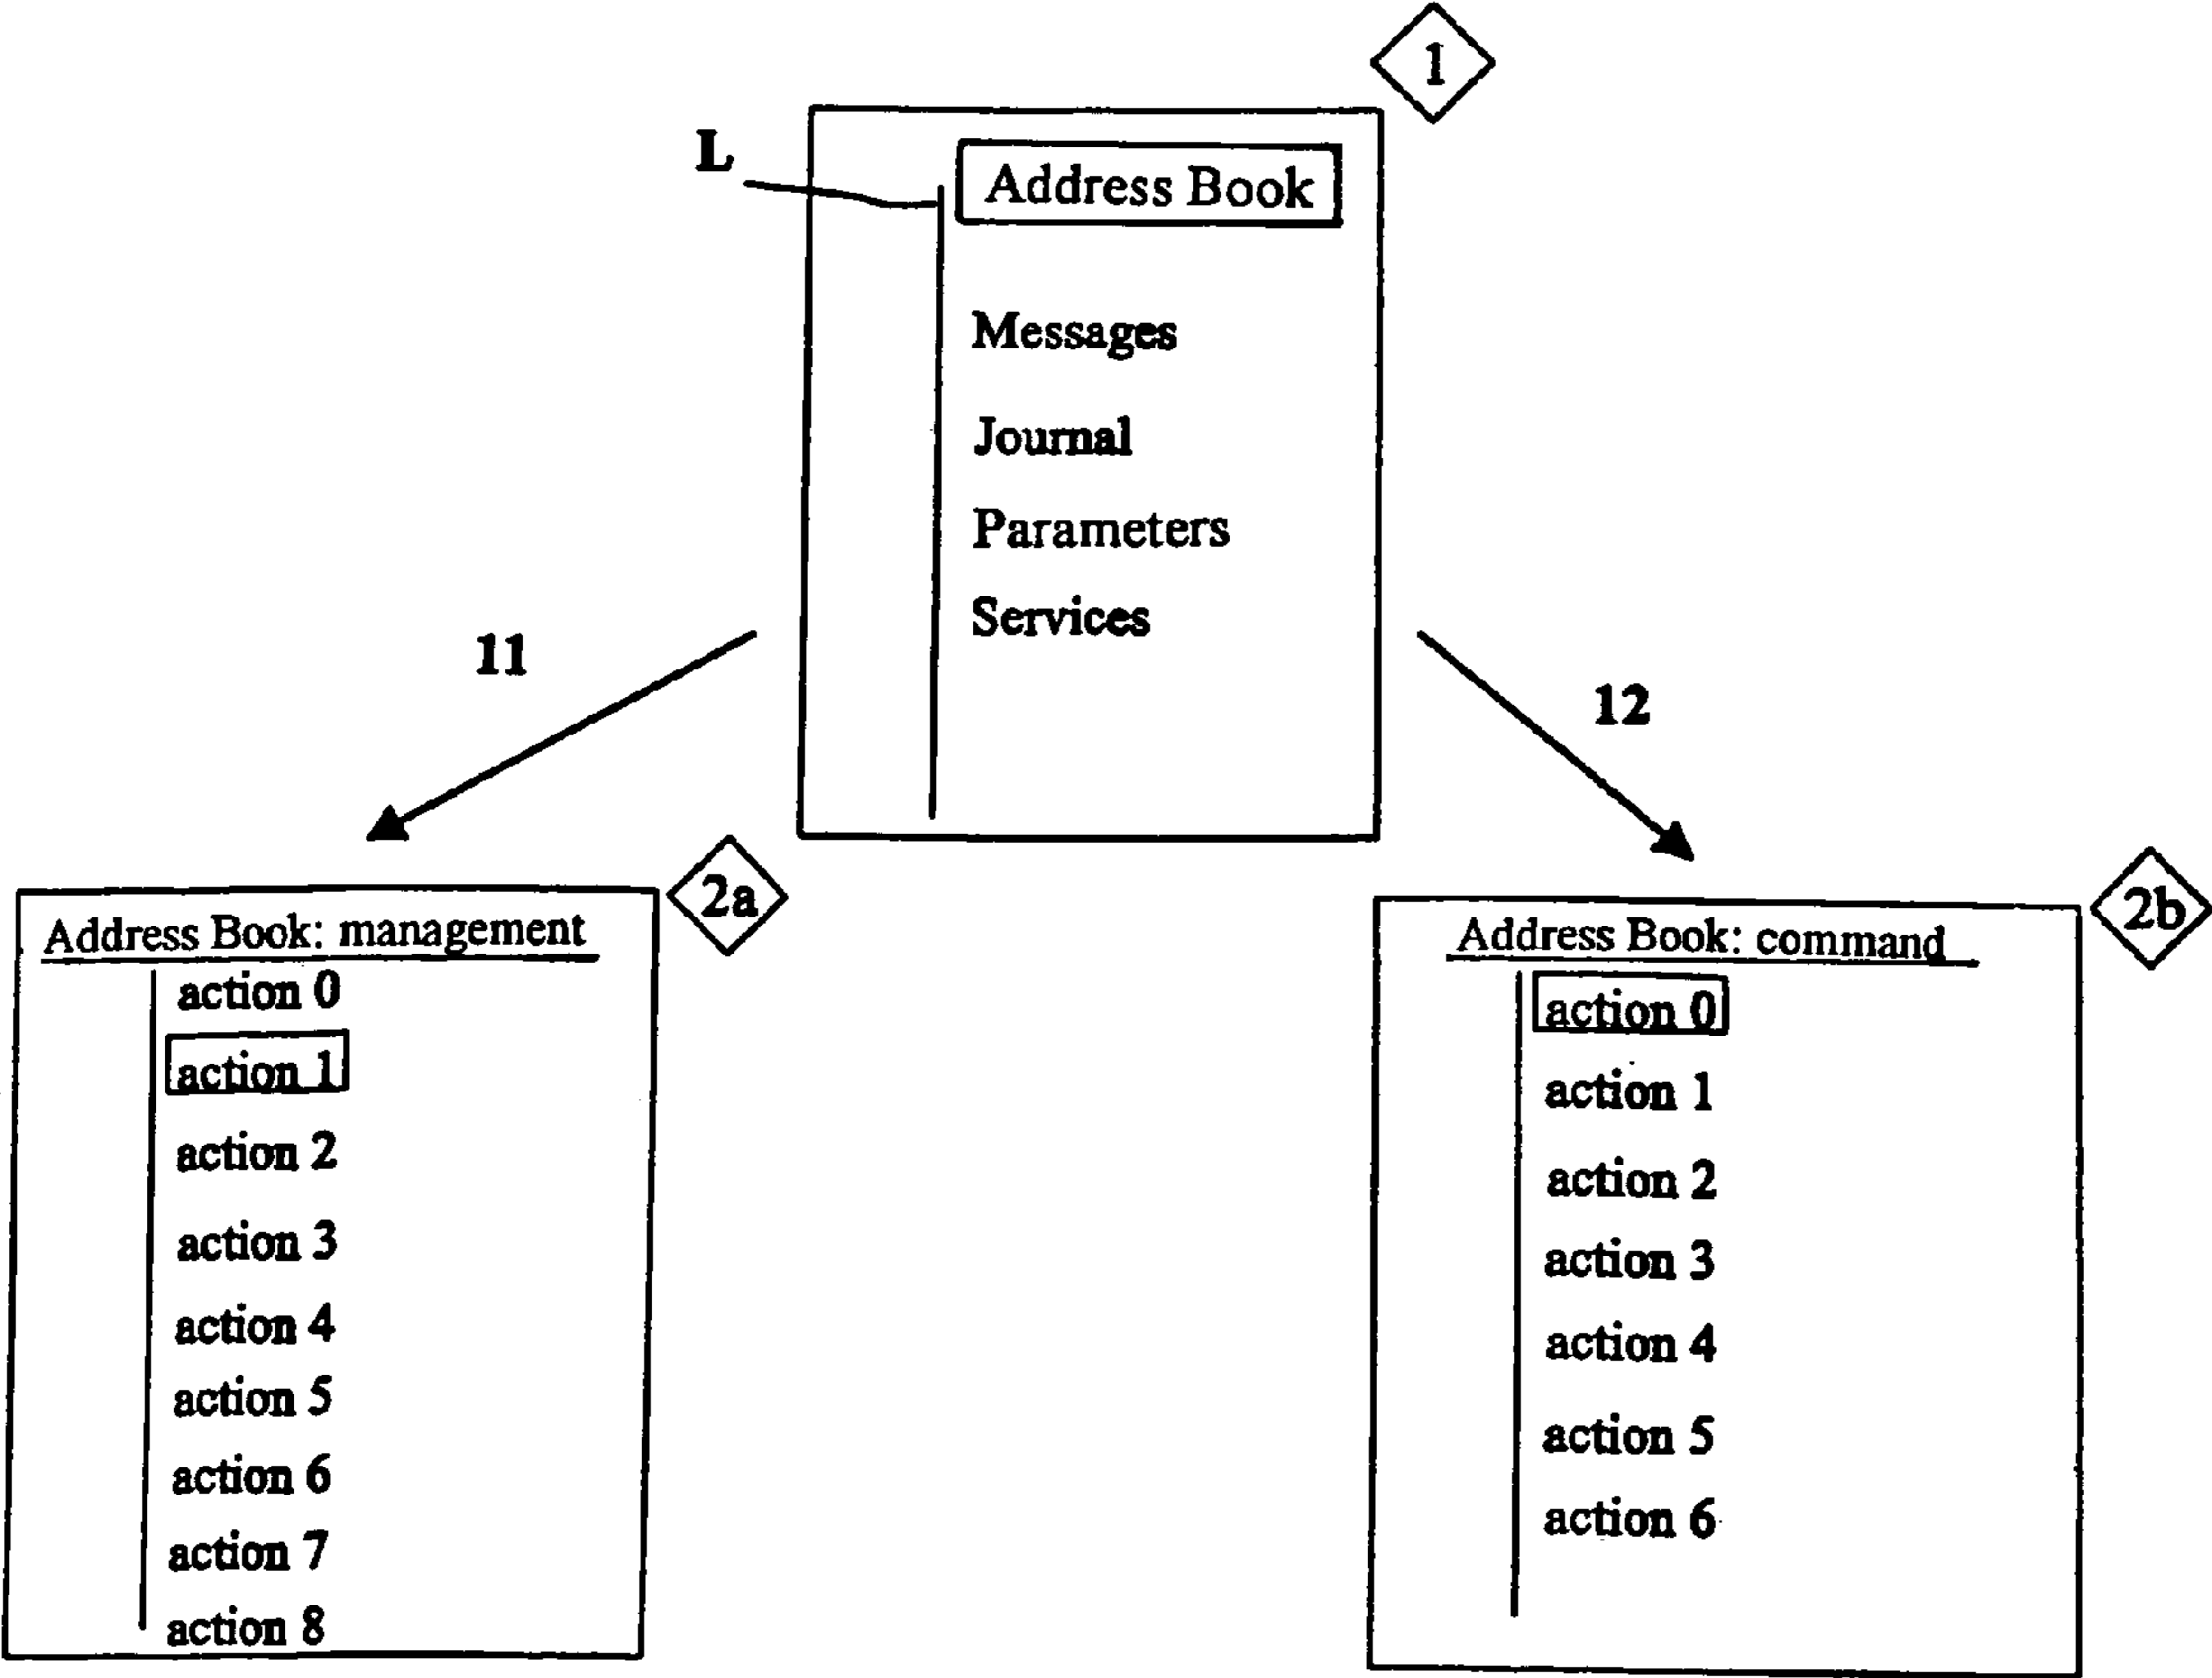 1
L
Address Book
Messages
Journal
Parameters
Services
11
12
2a
Address Book: management
action 0
action 1
action 2
action 3
action 4
action 5
action 6
action 7
action 8
2b
Address Book: command
action 0
action 1
action 2
action 3
action 4
action 5
action 6